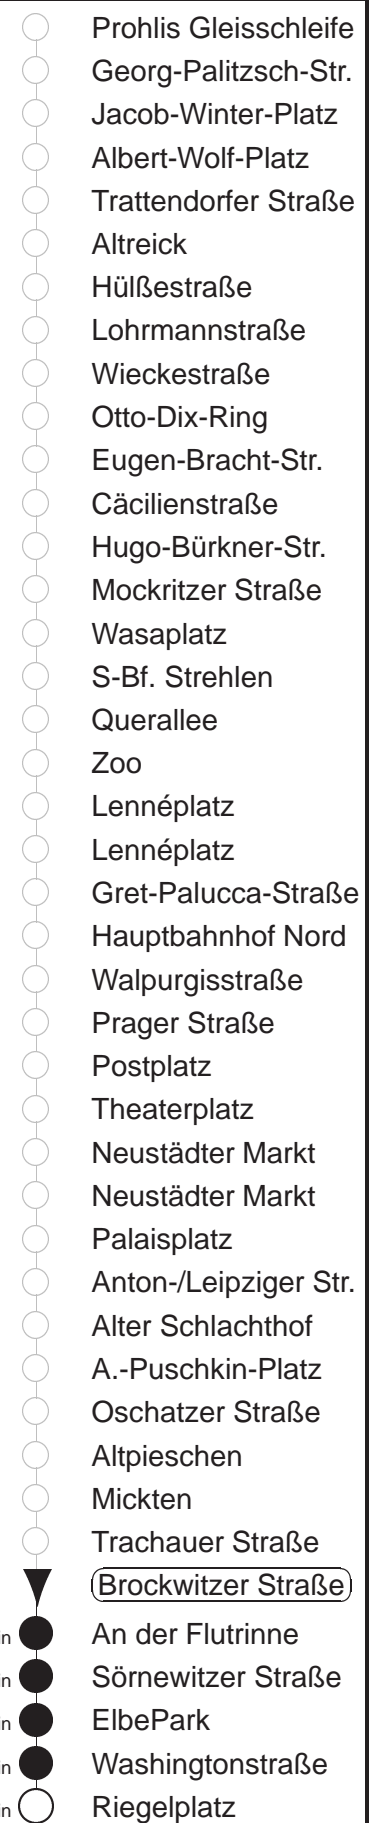 Prohlis Gleisschleife
Georg-Palitzsch-Str.
Jacob-Winter-Platz
Albert-Wolf-Platz
Trattendorfer Straße
Altreick
Hülßestraße
Lohrmannstraße
Wieckestraße
Otto-Dix-Ring
Eugen-Bracht-Str.
Cäcilienstraße
Hugo-Bürkner-Str.
Mockritzer Straße
Wasaplatz
S-Bf. Strehlen
Querallee
Zoo
Lennéplatz
Lennéplatz
Gret-Palucca-Straße
Hauptbahnhof Nord
Walpurgisstraße
Prager Straße
Postplatz
Theaterplatz
Neustädter Markt
Neustädter Markt
Palaisplatz
Anton-/Leipziger Str.
Alter Schlachthof
A.-Puschkin-Platz
Oschatzer Straße
Altpieschen
Mickten
Trachauer Straße
Brockwitzer Straße
An der Flutrinne
Sörnewitzer Straße
ElbePark
Washingtonstraße
Riegelplatz